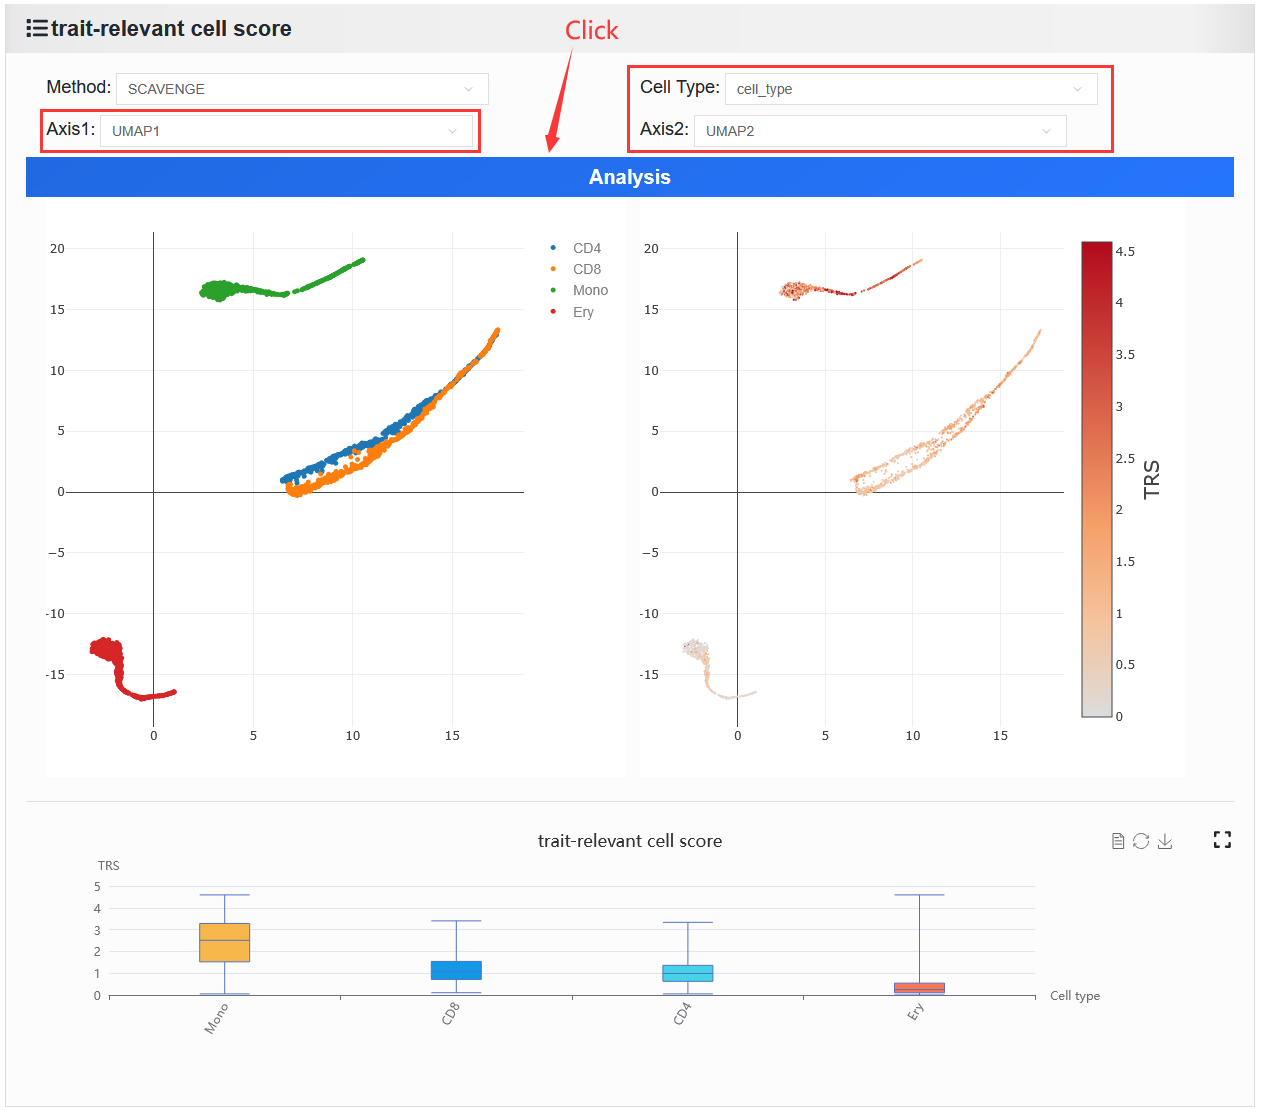 trait-relevant cell score
Click
Method: SCAVENGE
Cell Type: cell_type
Axis1: UMAP1
Axis2: UMAP2
Analysis
20
15
10
5
0
−5
-10
-15
0 5 10 15
CD4
CD8
Mono
Ery
20
15
10
5
0
−5
-10
-15
0 5 10 15
4.5
4
3.5
3
2.5
2
1.5
1
0.5
0
TRS
trait-relevant cell score
TRS
5
4
3
2
1
0
Mono CD8 CD4 Ery
Cell type